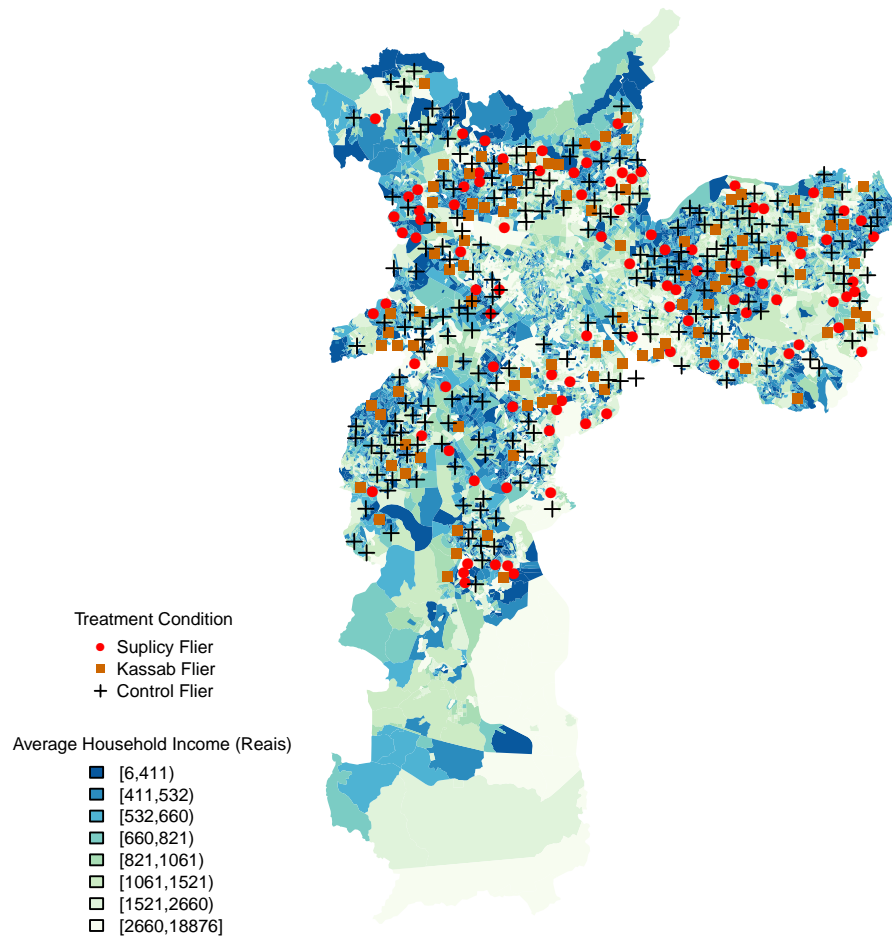 Treatment Condition
Suplicy Flier
Kassab Flier
Control Flier
Average Household Income (Reais)
[6,411)
[411,532)
[532,660)
[660,821)
[821,1061)
[1061,1521)
[1521,2660)
[2660,18876]